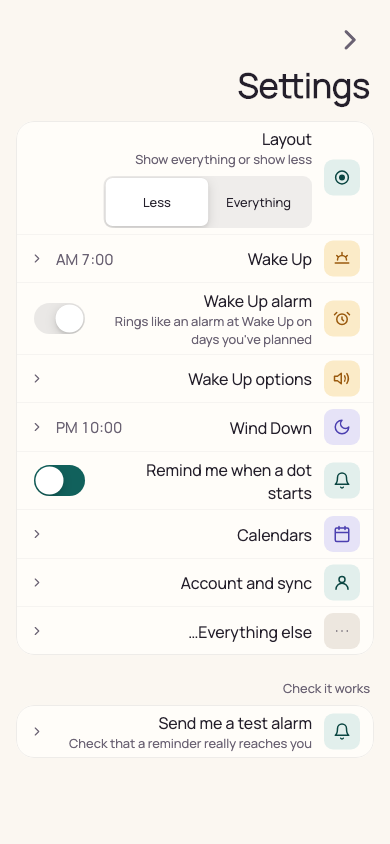 Settings
Layout
Show everything or show less
Less
Everything
Wake Up
AM 7:00
Wake Up alarm
Rings like an alarm at Wake Up on
days you've planned
Wake Up options
Wind Down
PM 10:00
Remind me when a dot
starts
Calendars
Account and sync
...Everything else
Check it works
Send me a test alarm
Check that a reminder really reaches you